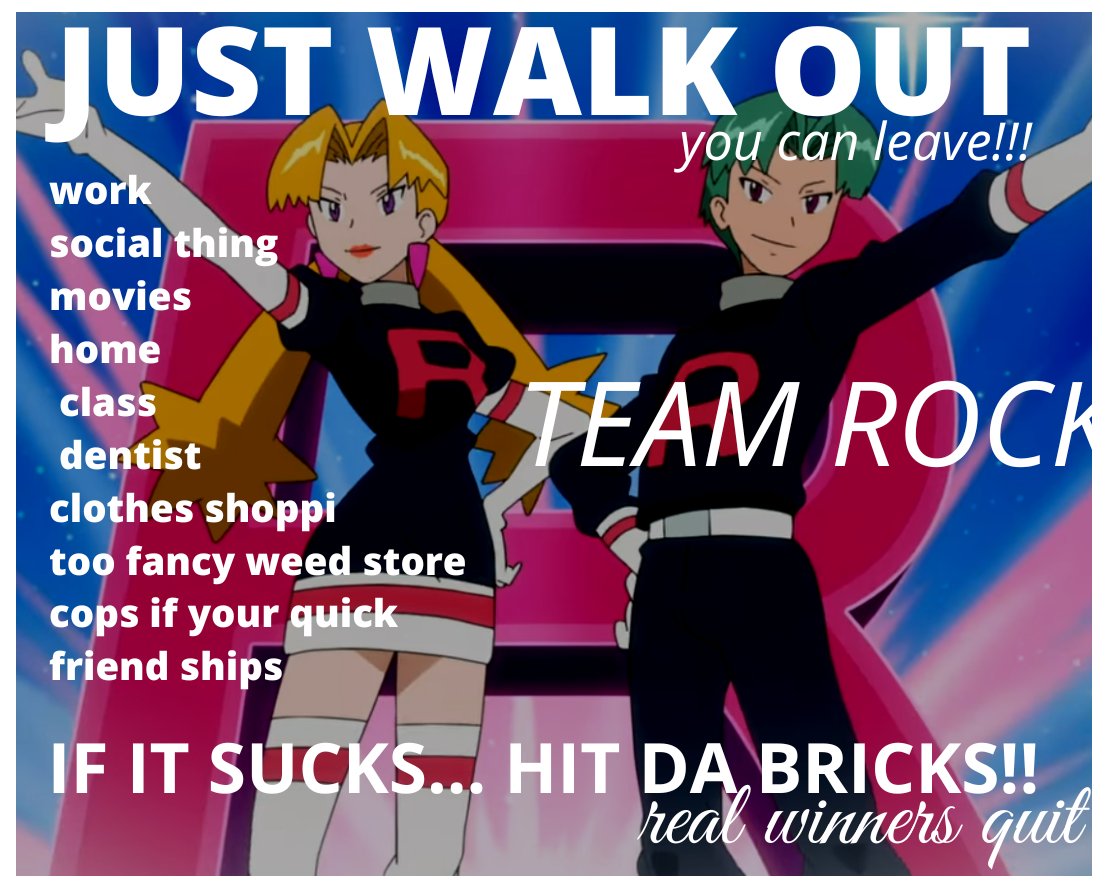 JUST WALK OUT
you can leave!!!
work
social thing
movies
home
class
dentist
clothes shoppi
too fancy weed store
cops if your quick
friend ships
R
R
TEAM ROCK
IF IT SUCKS... HIT DA BRICKS!!
real winners quit